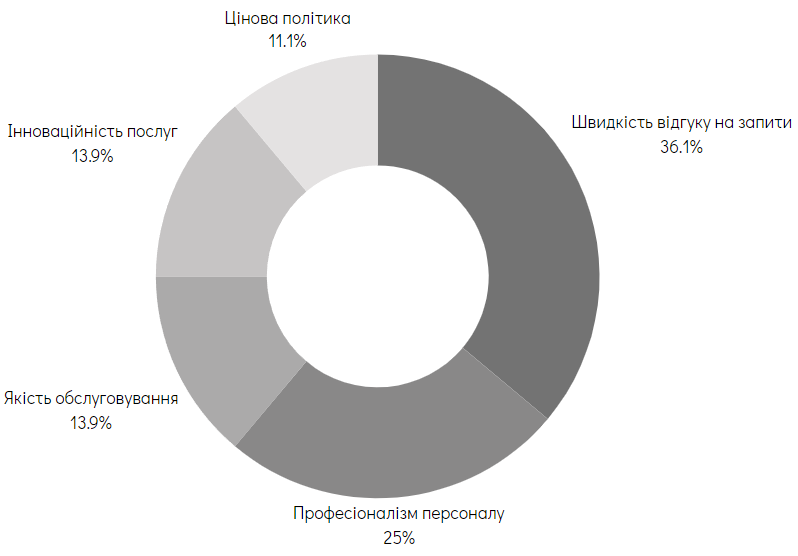 Цінова політика
11.1%
Швидкість відгуку на запити
36.1%
Інноваційність послуг
13.9%
Якість обслуговування
13.9%
Професіоналізм персоналу
25%